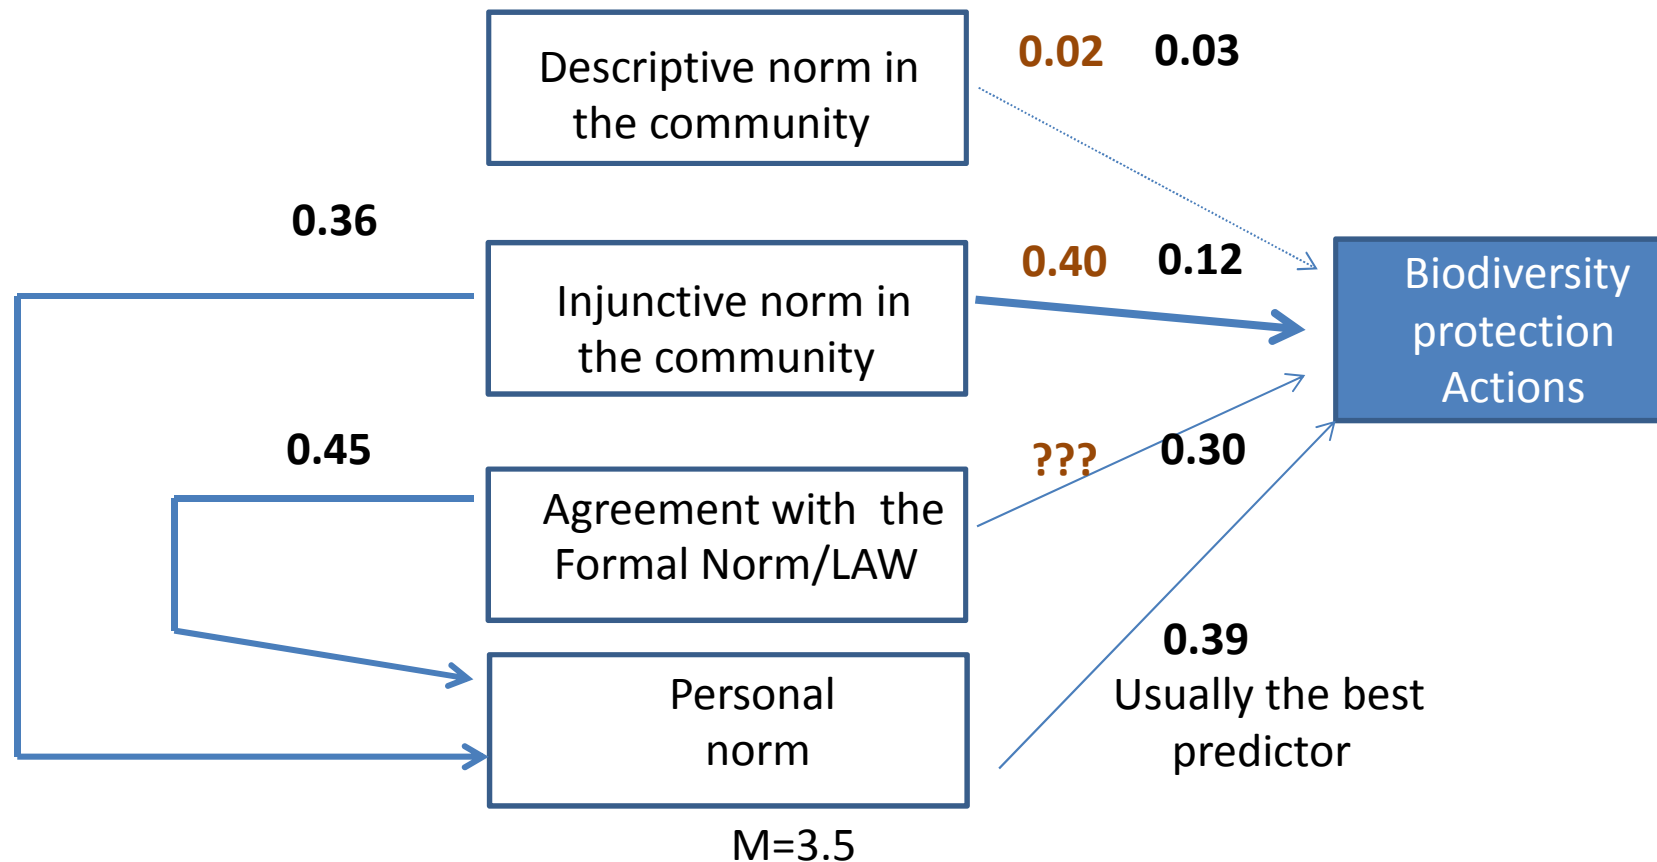 0.02 0.03
Descriptive norm in
the community
0.36
0.40 0.12
Injunctive norm in
the community
Biodiversity
protection
Actions
0.45
??? 0.30
Agreement with the
Formal Norm/LAW
0.39
Usually the best
predictor
Personal
norm
M=3.5